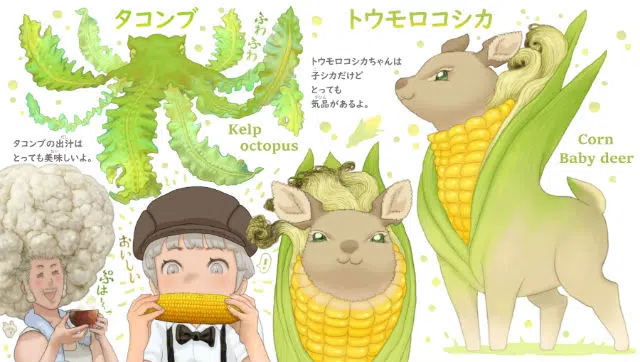 タコンブ
ふわふわ
Kelp
octopus
タコンブの出汁は
とっても美味しいよ。
ぷはー
おいしい
トウモロコシカ
トウモロコシカちゃんは
子シカだけど
とっても
気品があるよ。
Corn
Baby deer